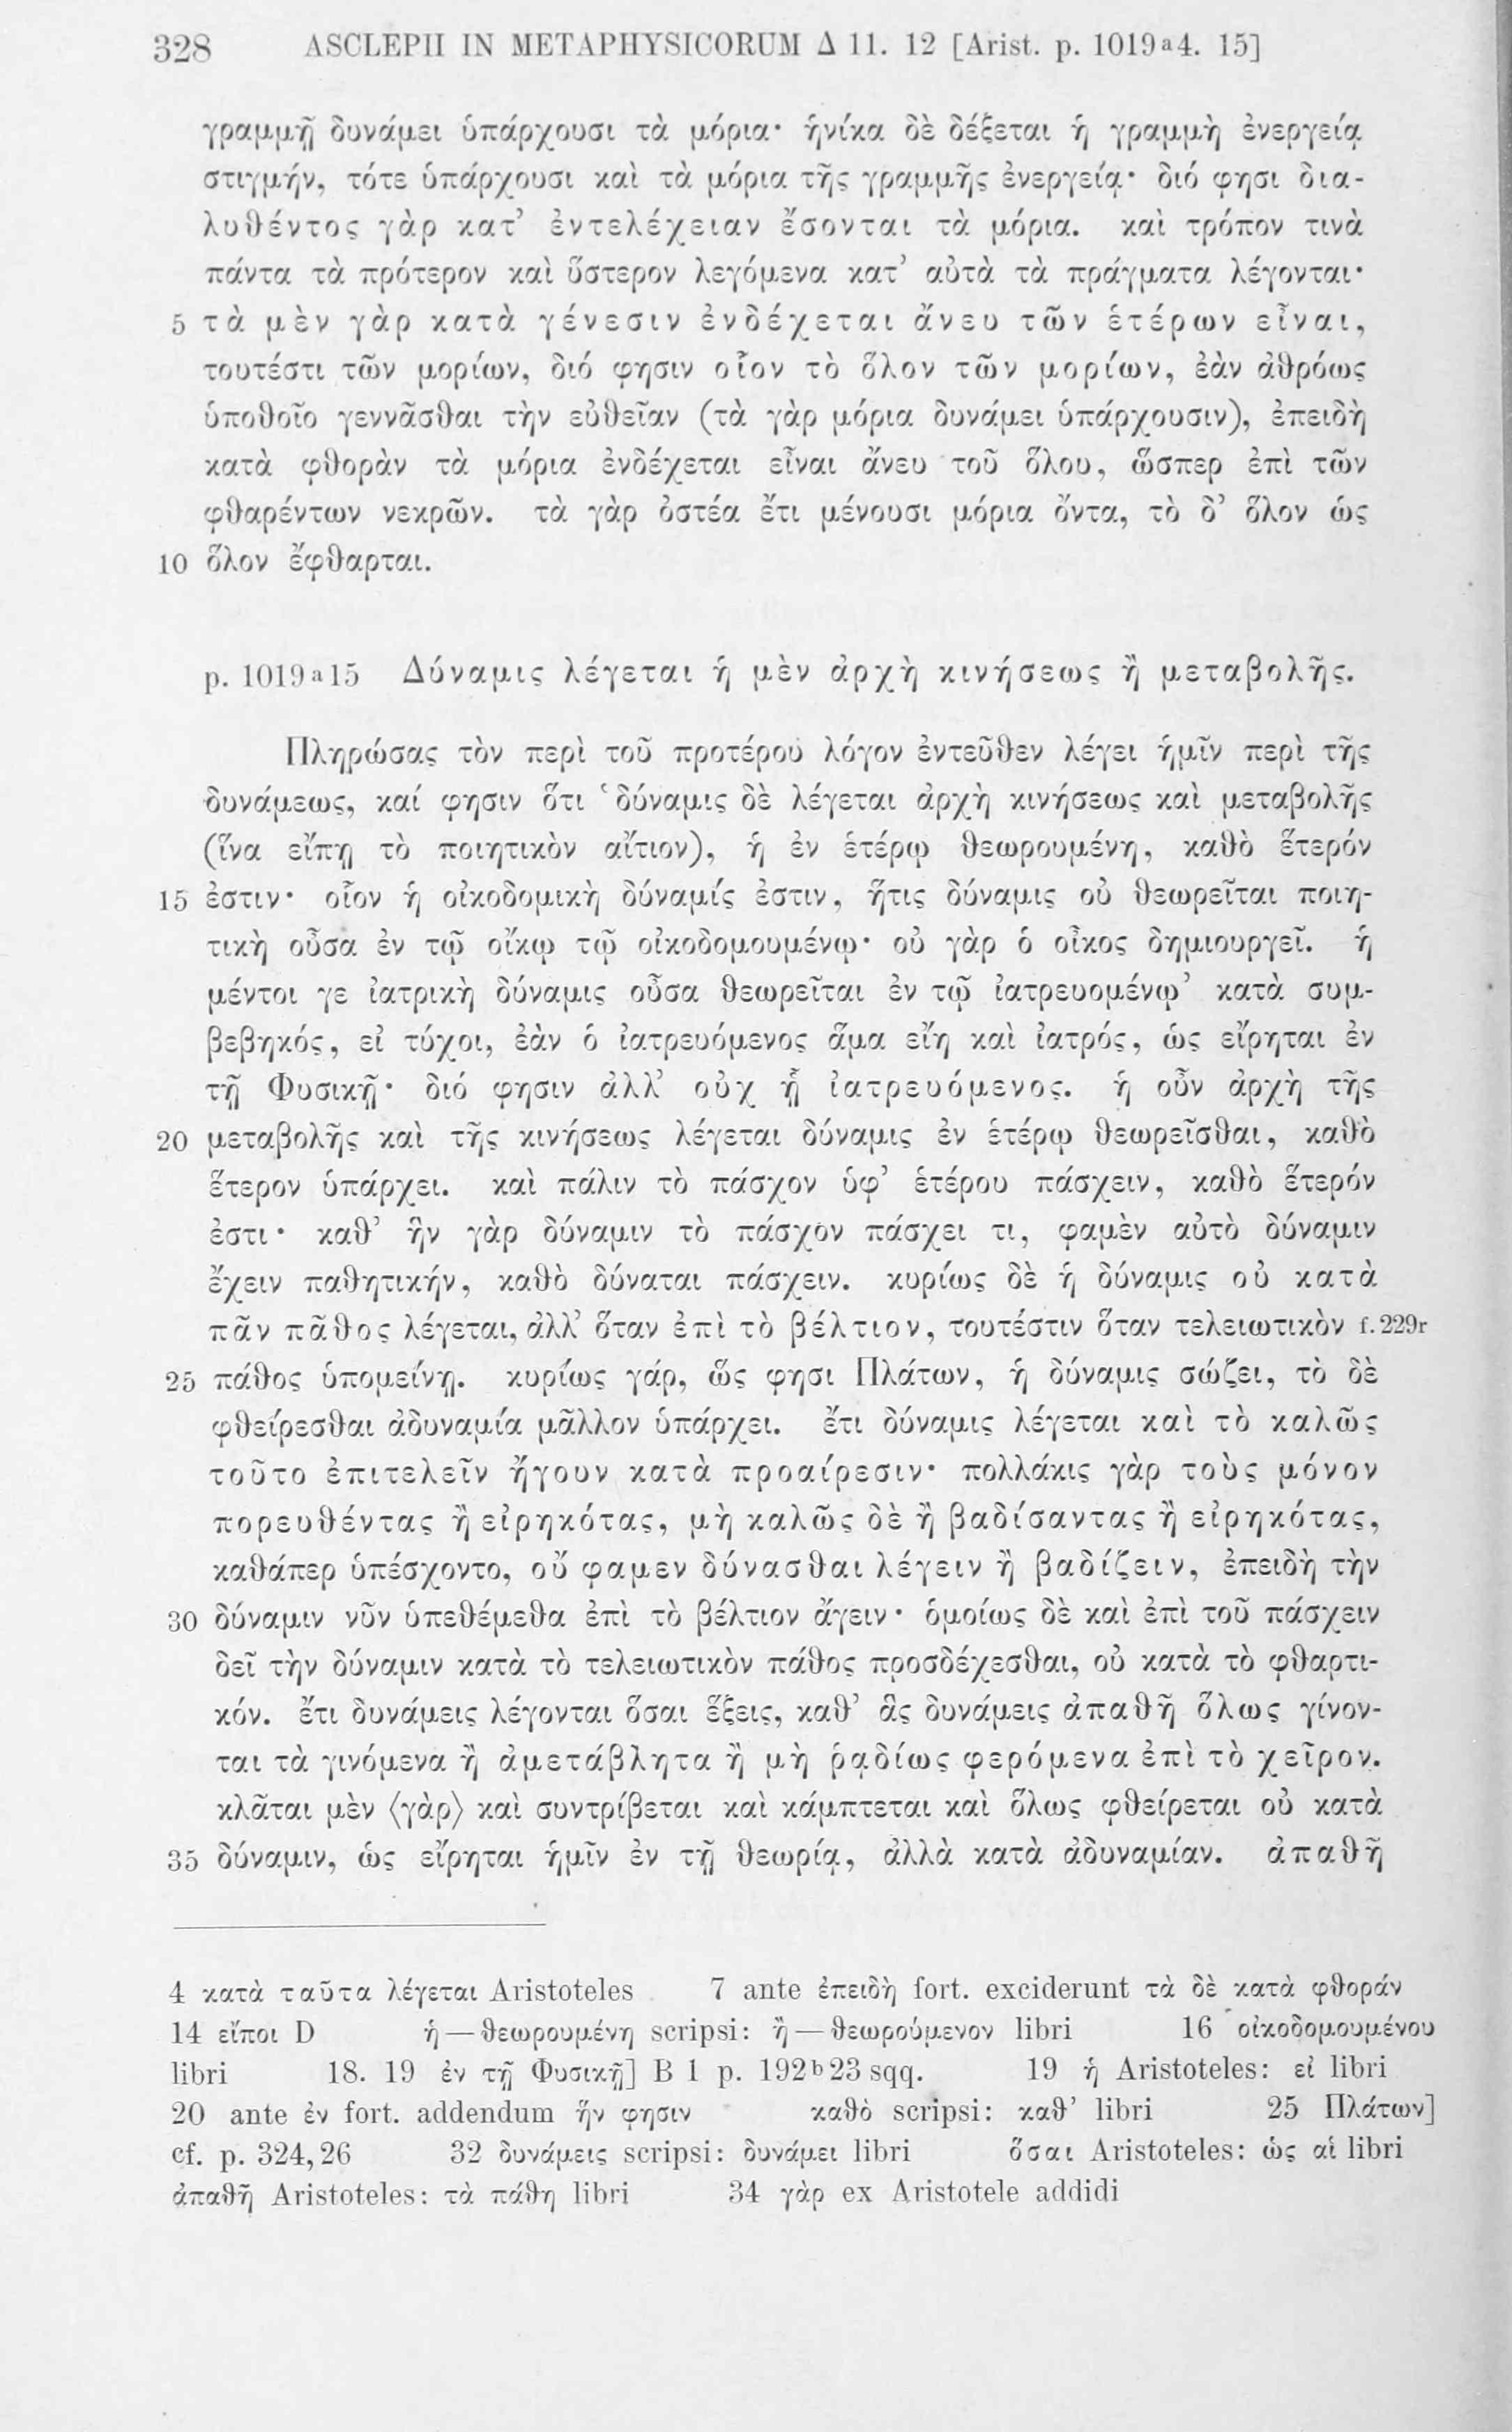 328 ASCLEPII IN METAPHYSICORUM Δ 11. 12 [Arist. p. 1019a4. 15]
γραμμῇ δυνάμει ὑπάρχουσι τὰ μόρια· ἡνίκα δὲ δέξεται ἡ γραμμὴ ἐνεργείᾳ
στιγμήν, τότε ὑπάρχουσι καὶ τὰ μόρια τῆς γραμμῆς ἐνεργείᾳ· διό φησι δια-
λυθέντος γὰρ κατ’ ἐντελέχειαν ἔσονται τὰ μόρια. καὶ τρόπον τινὰ
πάντα τὰ πρότερον καὶ ὕστερον λεγόμενα κατ’ αὐτὰ τὰ πράγματα λέγονται·
5 τὰ μὲν γὰρ κατὰ γένεσιν ἐνδέχεται ἄνευ τῶν ἑτέρων εἶναι,
τουτέστι τῶν μορίων, διό φησιν οἷον τὸ ὅλον τῶν μορίων, ἐὰν ἀθρόως
ὑποθοῖο γεννᾶσθαι τὴν εὐθεῖαν (τὰ γὰρ μόρια δυνάμει ὑπάρχουσιν), ἐπειδὴ
κατὰ φθορὰν τὰ μόρια ἐνδέχεται εἶναι ἄνευ τοῦ ὅλου, ὥσπερ ἐπὶ τῶν
φθαρέντων νεκρῶν. τὰ γὰρ ὀστέα ἔτι μένουσι μόρια ὄντα, τὸ δ’ ὅλον ὡς
10 ὅλον ἔφθαρται.
p. 1019a15 Δύναμις λέγεται ἡ μὲν ἀρχὴ κινήσεως ἢ μεταβολῆς.
Πληρώσας τὸν περὶ τοῦ προτέρου λόγον ἐντεῦθεν λέγει ἡμῖν περὶ τῆς
δυνάμεως, καί φησιν ὅτι ‘δύναμις δὲ λέγεται ἀρχὴ κινήσεως καὶ μεταβολῆς
(ἵνα εἴπῃ τὸ ποιητικὸν αἴτιον), ἡ ἐν ἑτέρῳ θεωρουμένη, καθὸ ἕτερόν
15 ἐστιν· οἷον ἡ οἰκοδομικὴ δύναμίς ἐστιν, ἥτις δύναμις οὐ θεωρεῖται ποιη-
τικὴ οὖσα ἐν τῷ οἴκῳ τῷ οἰκοδομουμένῳ· οὐ γὰρ ὁ οἶκος δημιουργεῖ. ἡ
μέντοι γε ἰατρικὴ δύναμις οὖσα θεωρεῖται ἐν τῷ ἰατρευομένῳ’ κατὰ συμ-
βεβηκός, εἰ τύχοι, ἐὰν ὁ ἰατρευόμενος ἅμα εἴη καὶ ἰατρός, ὡς εἴρηται ἐν
τῇ Φυσικῇ· διό φησιν ἀλλ’ οὐχ ᾗ ἰατρευόμενος. ἡ οὖν ἀρχὴ τῆς
20 μεταβολῆς καὶ τῆς κινήσεως λέγεται δύναμις ἐν ἑτέρῳ θεωρεῖσθαι, καθὸ
ἕτερον ὑπάρχει. καὶ πάλιν τὸ πάσχον ὑφ’ ἑτέρου πάσχειν, καθὸ ἕτερόν
ἐστι· καθ’ ἣν γὰρ δύναμιν τὸ πάσχον πάσχει τι, φαμὲν αὐτὸ δύναμιν
ἔχειν παθητικήν, καθὸ δύναται πάσχειν. κυρίως δὲ ἡ δύναμις οὐ κατὰ
πᾶν πᾶθος λέγεται, ἀλλ’ ὅταν ἐπὶ τὸ βέλτιον, τουτέστιν ὅταν τελειωτικὸν f. 229r
25 πάθος ὑπομείνῃ. κυρίως γάρ, ὥς φησι Πλάτων, ἡ δύναμις σώζει, τὸ δὲ
φθείρεσθαι ἀδυναμία μᾶλλον ὑπάρχει. ἔτι δύναμις λέγεται καὶ τὸ καλῶς
τοῦτο ἐπιτελεῖν ἤγουν κατὰ προαίρεσιν· πολλάκις γὰρ τοὺς μόνον
πορευθέντας ἢ εἰρηκότας, μὴ καλῶς δὲ ἢ βαδίσαντας ἢ εἰρηκότας,
καθάπερ ὑπέσχοντο, οὔ φαμεν δύνασθαι λέγειν ἢ βαδίζειν, ἐπειδὴ τὴν
30 δύναμιν νῦν ὑπεθέμεθα ἐπὶ τὸ βέλτιον ἄγειν· ὁμοίως δὲ καὶ ἐπὶ τοῦ πάσχειν
δεῖ τὴν δύναμιν κατὰ τὸ τελειωτικὸν πάθος προσδέχεσθαι, οὐ κατὰ τὸ φθαρτι-
κόν. ἔτι δυνάμεις λέγονται ὅσαι ἕξεις, καθ’ ἃς δυνάμεις ἀπαθῆ ὅλως γίνον-
ται τὰ γινόμενα ἢ ἀμετάβλητα ἢ μὴ ῥᾳδίως φερόμενα ἐπὶ τὸ χεῖρον.
κλᾶται μὲν ⟨γὰρ⟩ καὶ συντρίβεται καὶ κάμπτεται καὶ ὅλως φθείρεται οὐ κατὰ
35 δύναμιν, ὡς εἴρηται ἡμῖν ἐν τῇ θεωρίᾳ, ἀλλὰ κατὰ ἀδυναμίαν. ἀπαθῆ
4 κατὰ ταῦτα λέγεται Aristoteles 7 ante ἐπειδὴ fort. exciderunt τὰ δὲ κατὰ φθοράν
14 εἴποι D ἡ — θεωρουμένη scripsi: ἢ — θεωρούμενον libri 16 οἰκοδομουμένου
libri 18. 19 ἐν τῇ Φυσικῇ] B 1 p. 192b23 sqq. 19 ἡ Aristoteles: εἰ libri
20 ante ἐν fort. addendum ἥν φησιν καθὸ scripsi: καθ’ libri 25 Πλάτων]
cf. p. 324,26 32 δυνάμεις scripsi: δυνάμει libri ὅσαι Aristoteles: ὡς αἱ libri
ἀπαθῆ Aristoteles: τὰ πάθη libri 34 γὰρ ex Aristotele addidi